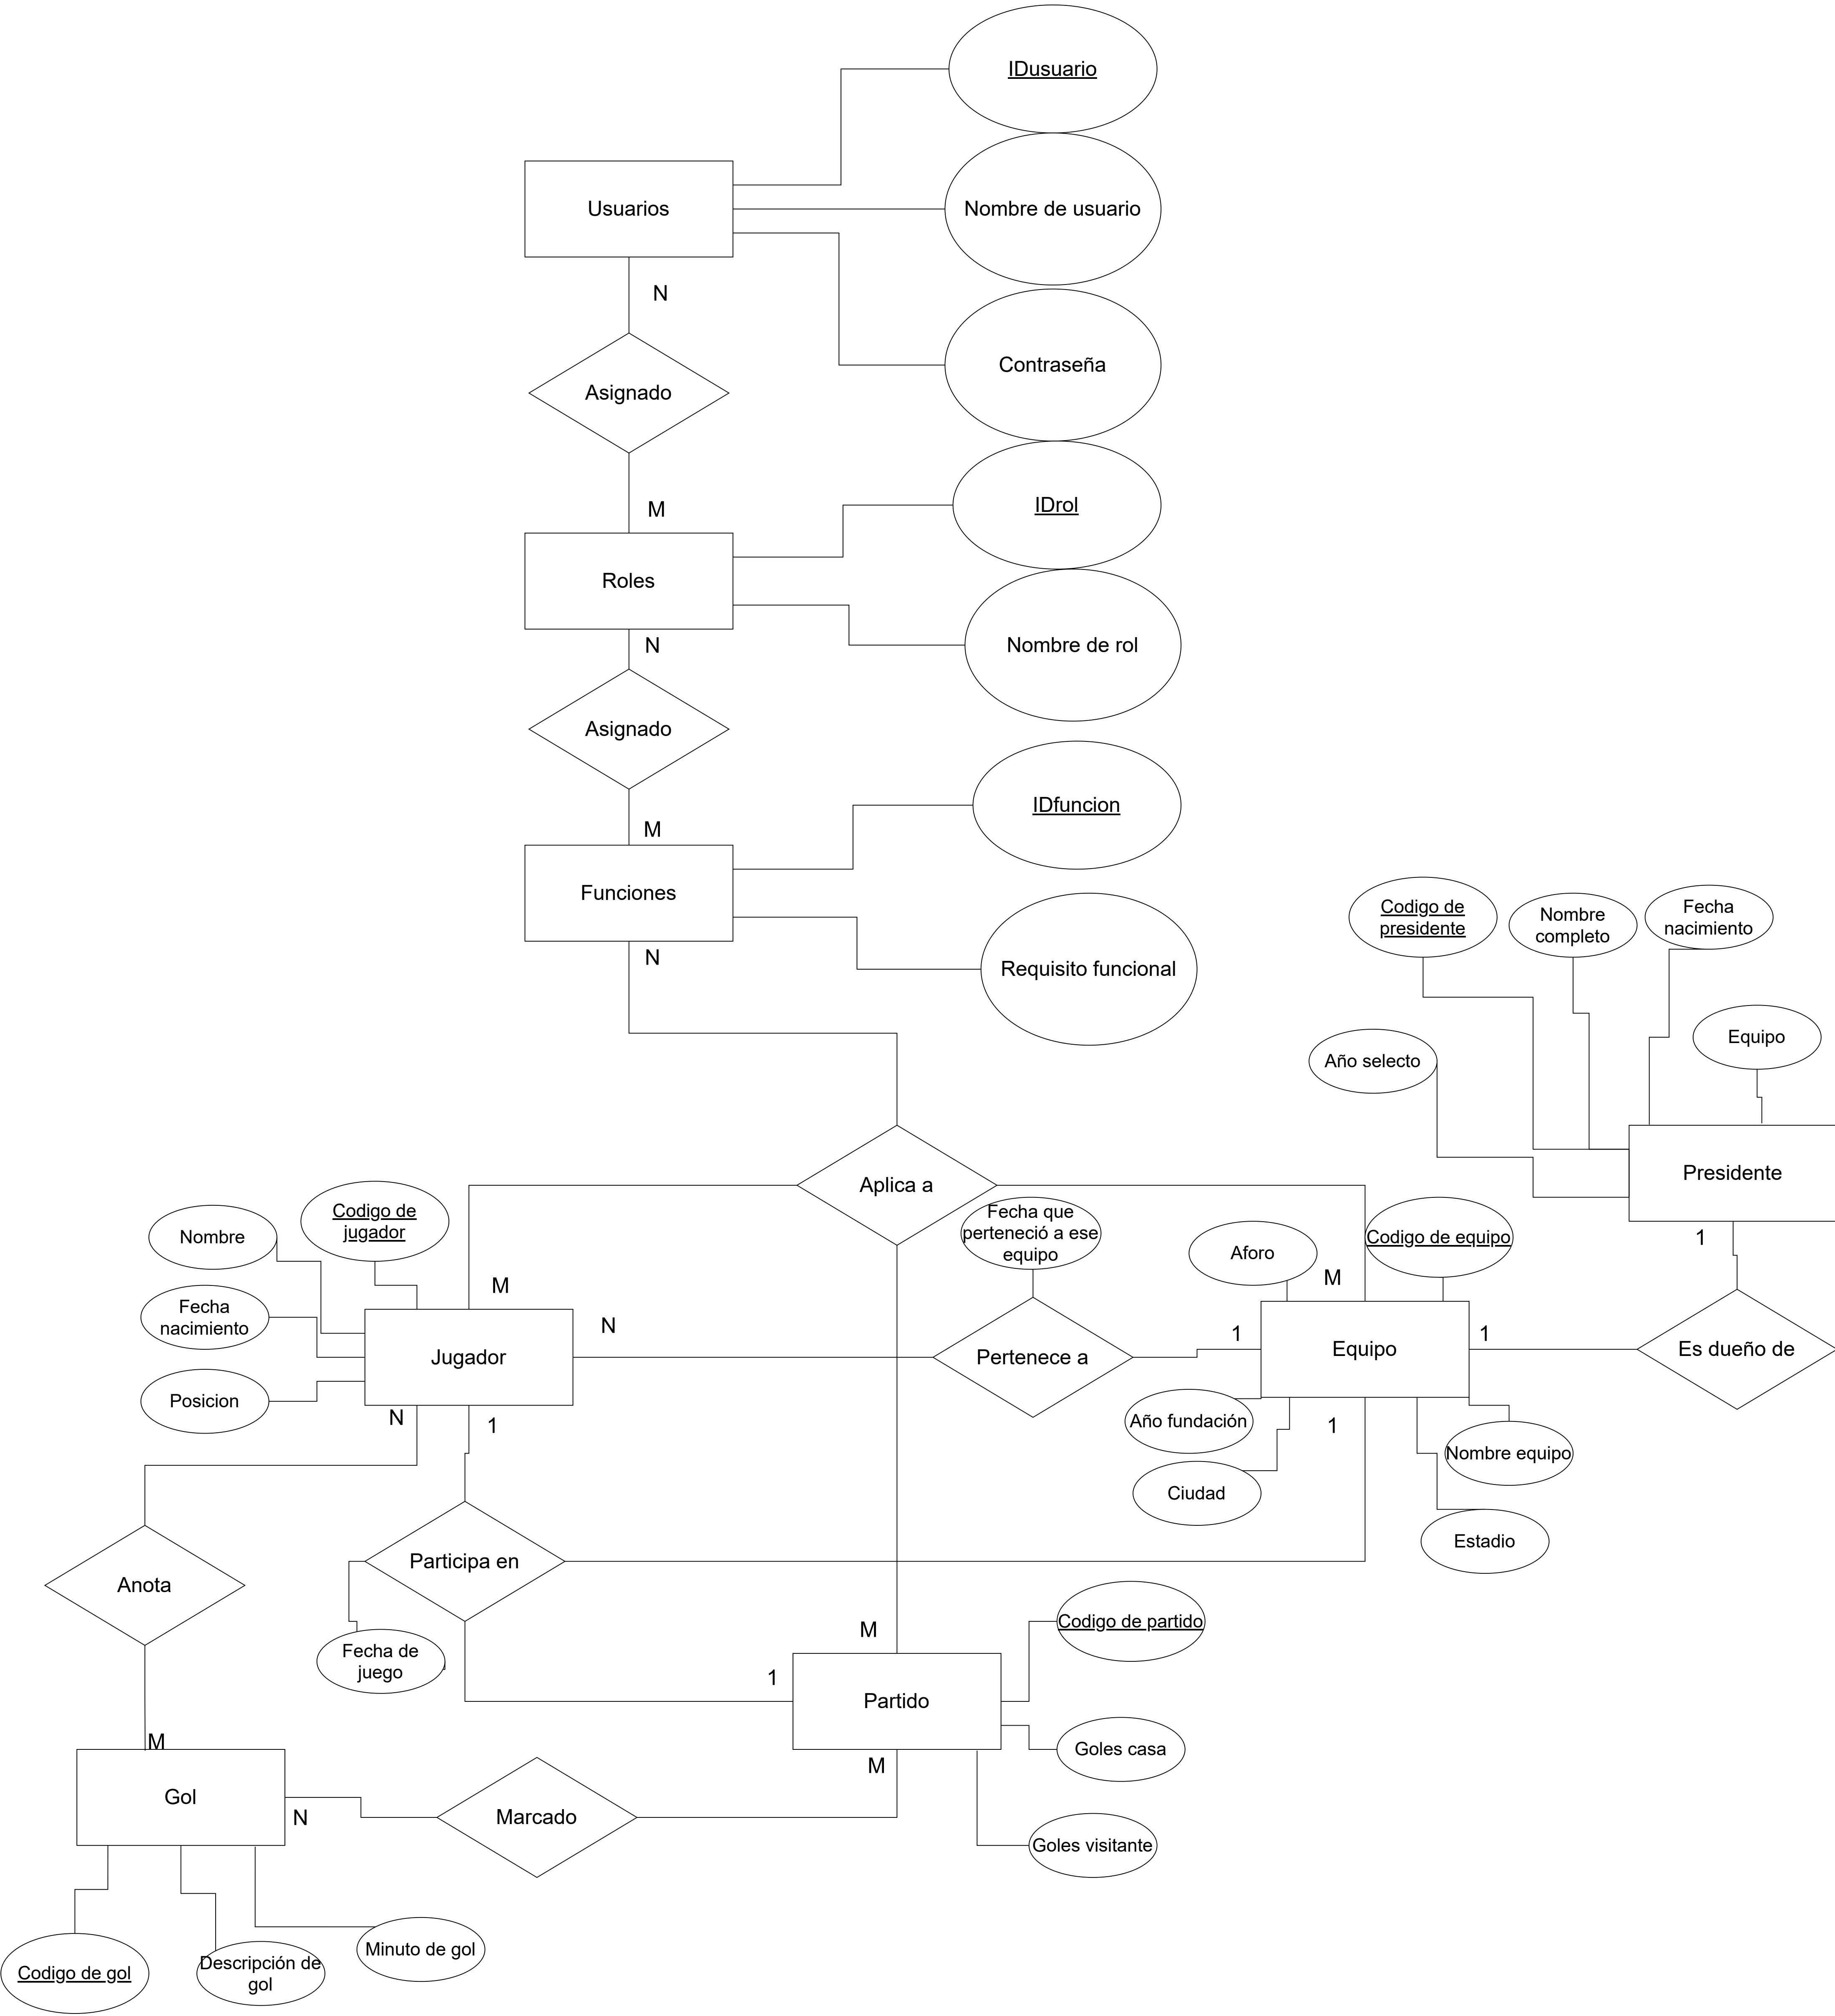 IDusuario
Usuarios
Nombre de usuario
N
Contraseña
Asignado
M
IDrol
Roles
N
Nombre de rol
Asignado
M
IDfuncion
Funciones
N
Requisito funcional
Codigo de
presidente
Nombre
completo
Fecha
nacimiento
Equipo
Año selecto
Presidente
1
Aplica a
Fecha que
perteneció a ese
equipo
Aforo
Codigo de equipo
M
Nombre
Codigo de
jugador
M
Fecha
nacimiento
Jugador
N
Pertenece a
1
Equipo
1
Es dueño de
Posicion
N
1
Año fundación
1
Nombre equipo
Ciudad
Estadio
Anota
Participa en
Fecha de
juego
M
Codigo de partido
1
Partido
M
Goles casa
M
Gol
N
Marcado
Goles visitante
Minuto de gol
Codigo de gol
Descripción de
gol